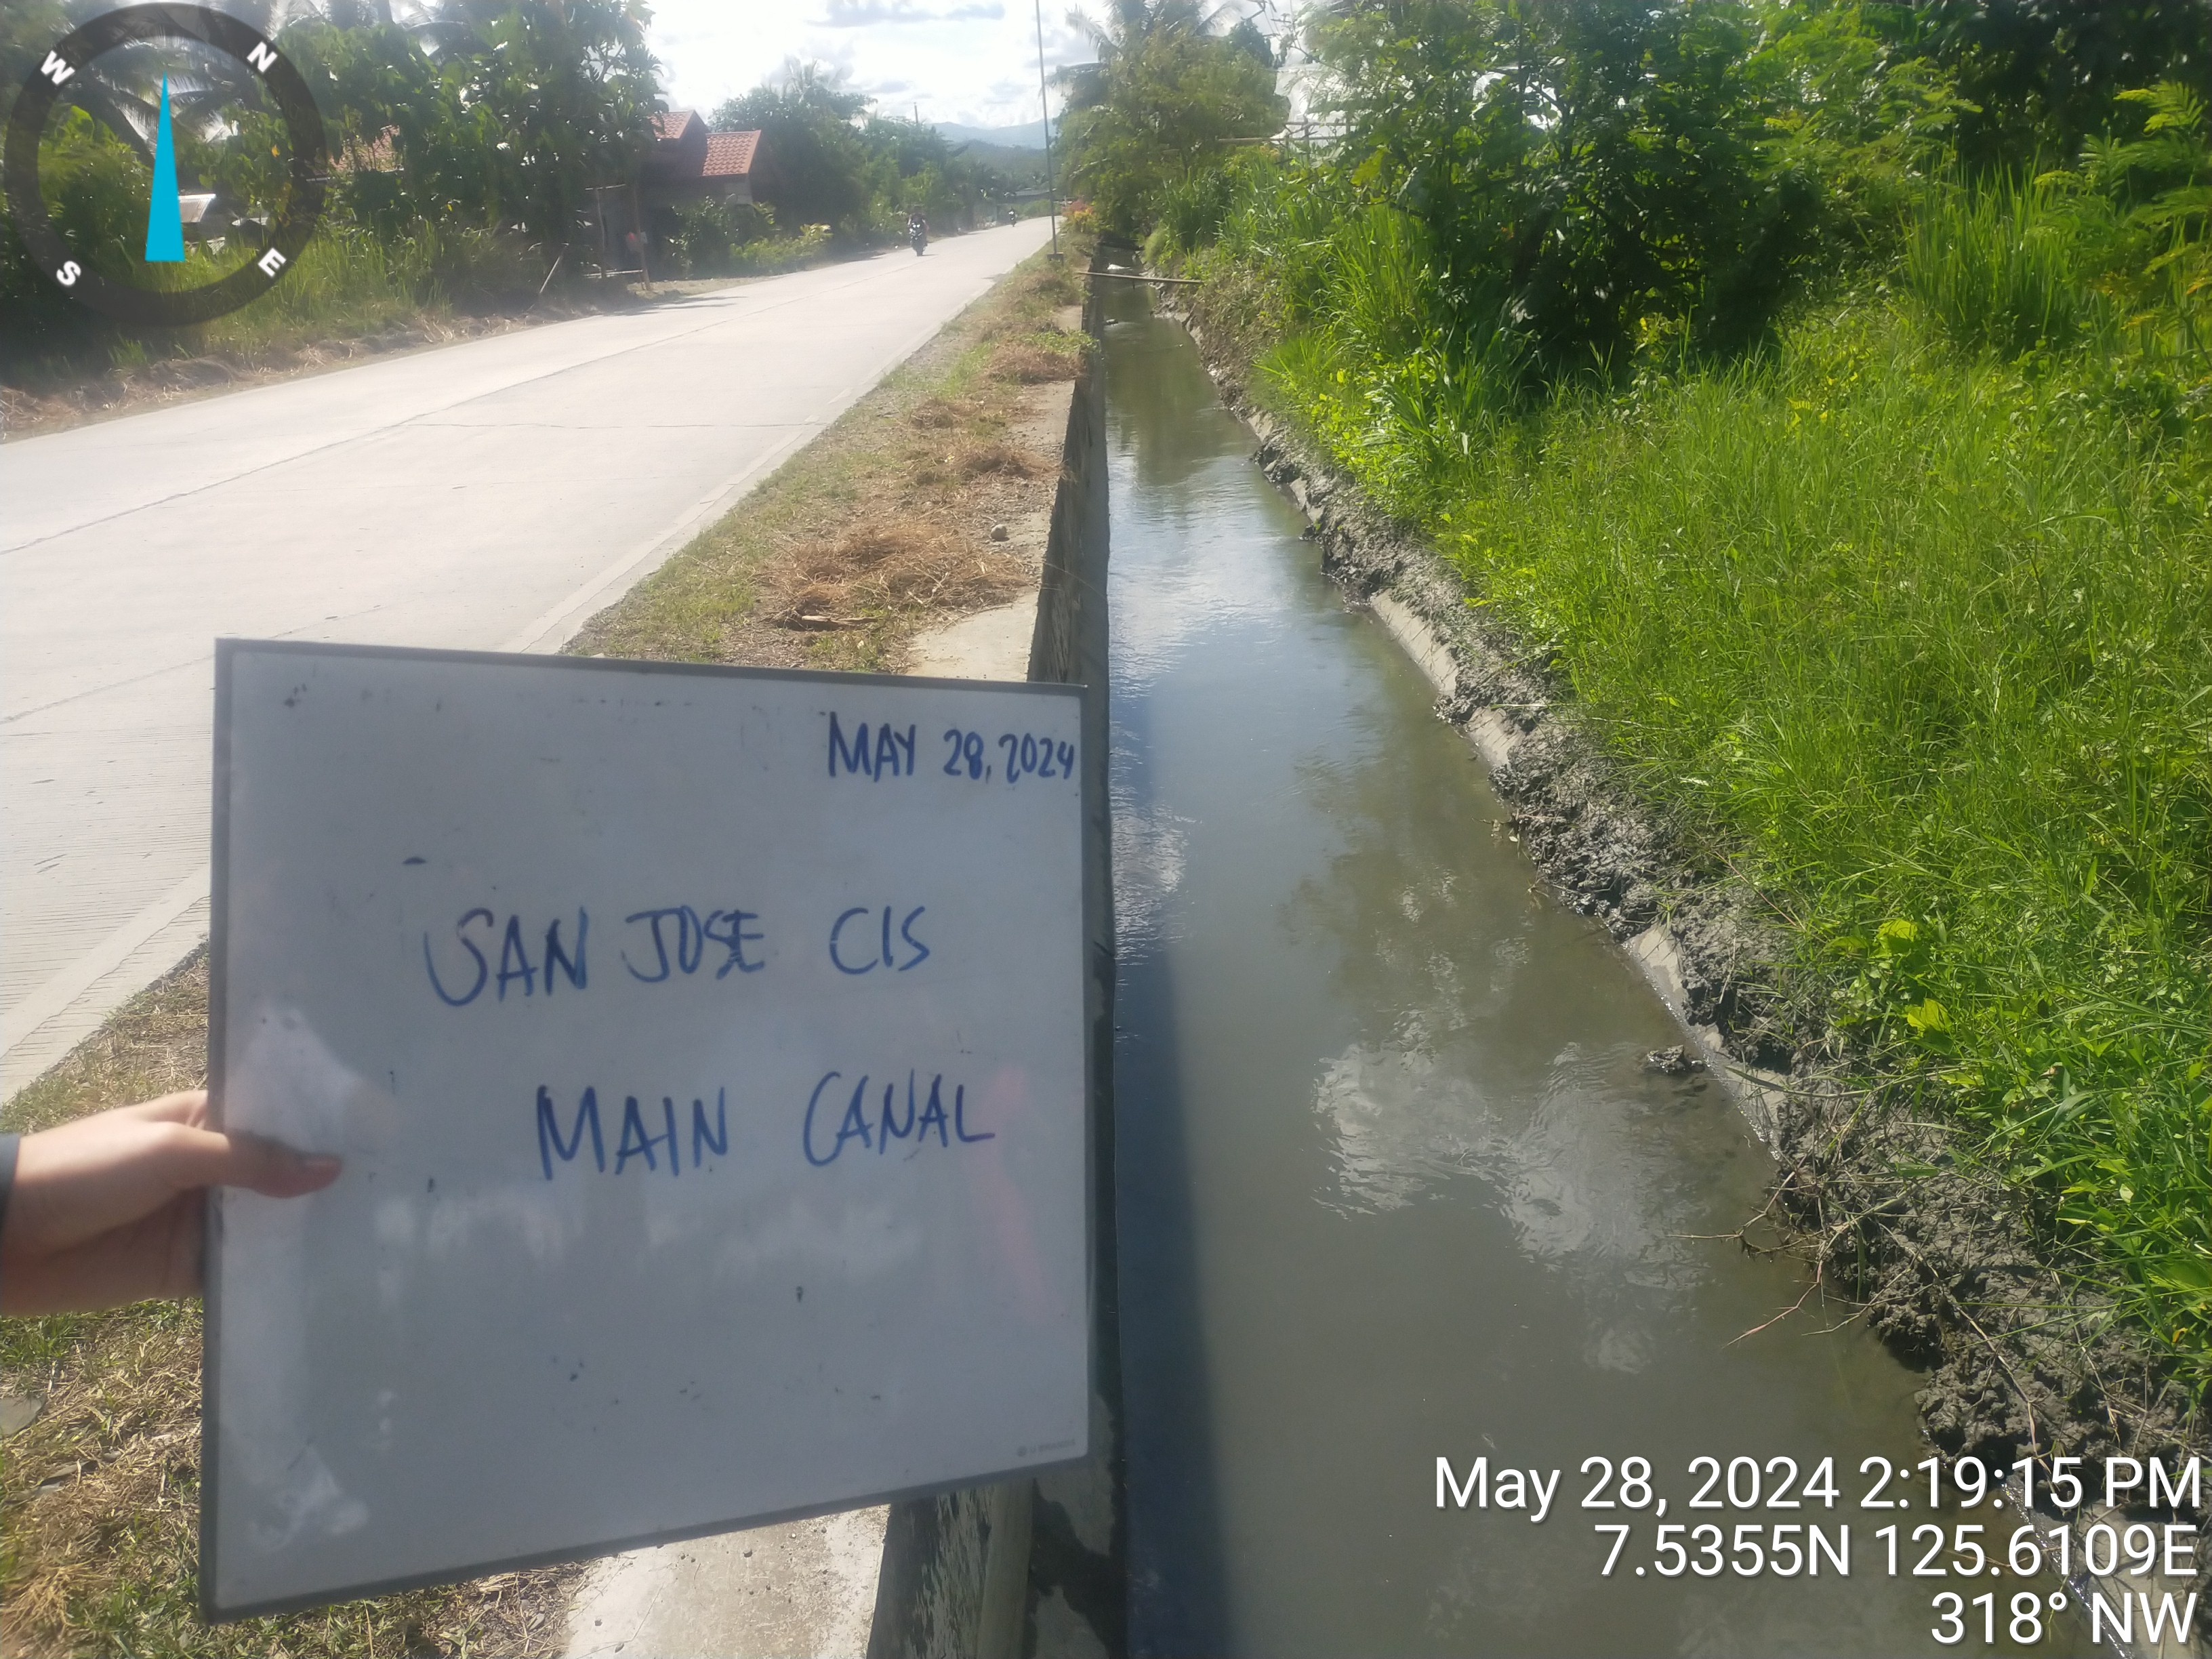 W N
S E
MAY 28, 2024
SAN JOSE CIS
MAIN CANAL
May 28, 2024 2:19:15 PM
7.5355N 125.6109E
318° NW